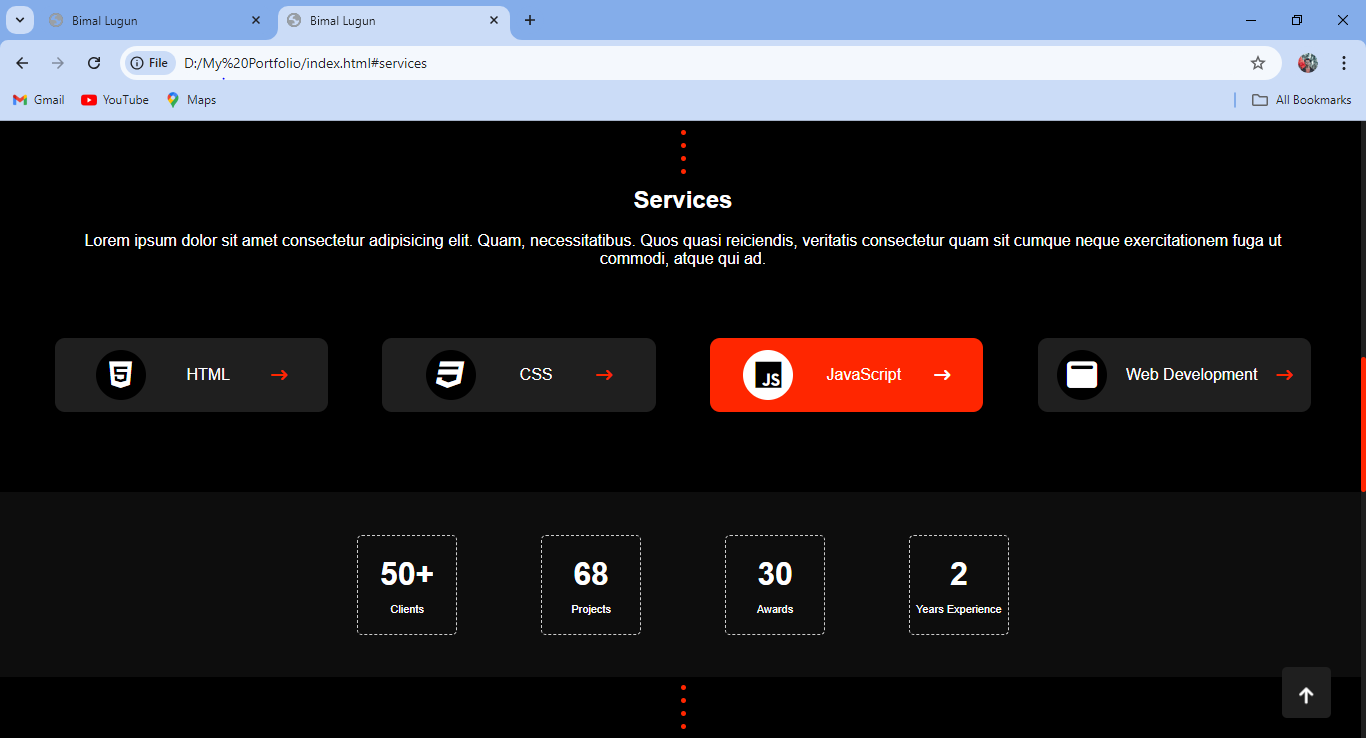 Bimal Lugun
Bimal Lugun
File D:/My%20Portfolio/index.html#services
Gmail YouTube Maps All Bookmarks
Services
Lorem ipsum dolor sit amet consectetur adipisicing elit. Quam, necessitatibus. Quos quasi reiciendis, veritatis consectetur quam sit cumque neque exercitationem fuga ut
commodi, atque qui ad.
5 HTML
3 CSS
JS JavaScript
Web Development
50+
Clients
68
Projects
30
Awards
2
Years Experience